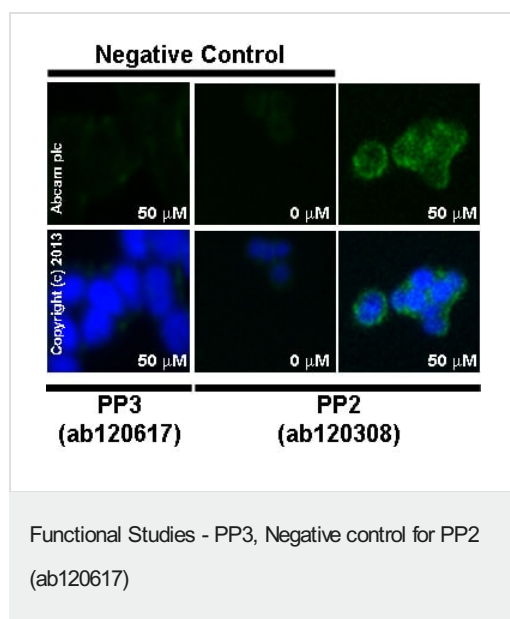 Negative Control
Abcam plc
50 µM
0 µM
50 µM
Copyright (c) 2013
50 µM
0 µM
50 µM
PP3
(ab120617)
PP2
(ab120308)
Functional Studies - PP3, Negative control for PP2
(ab120617)